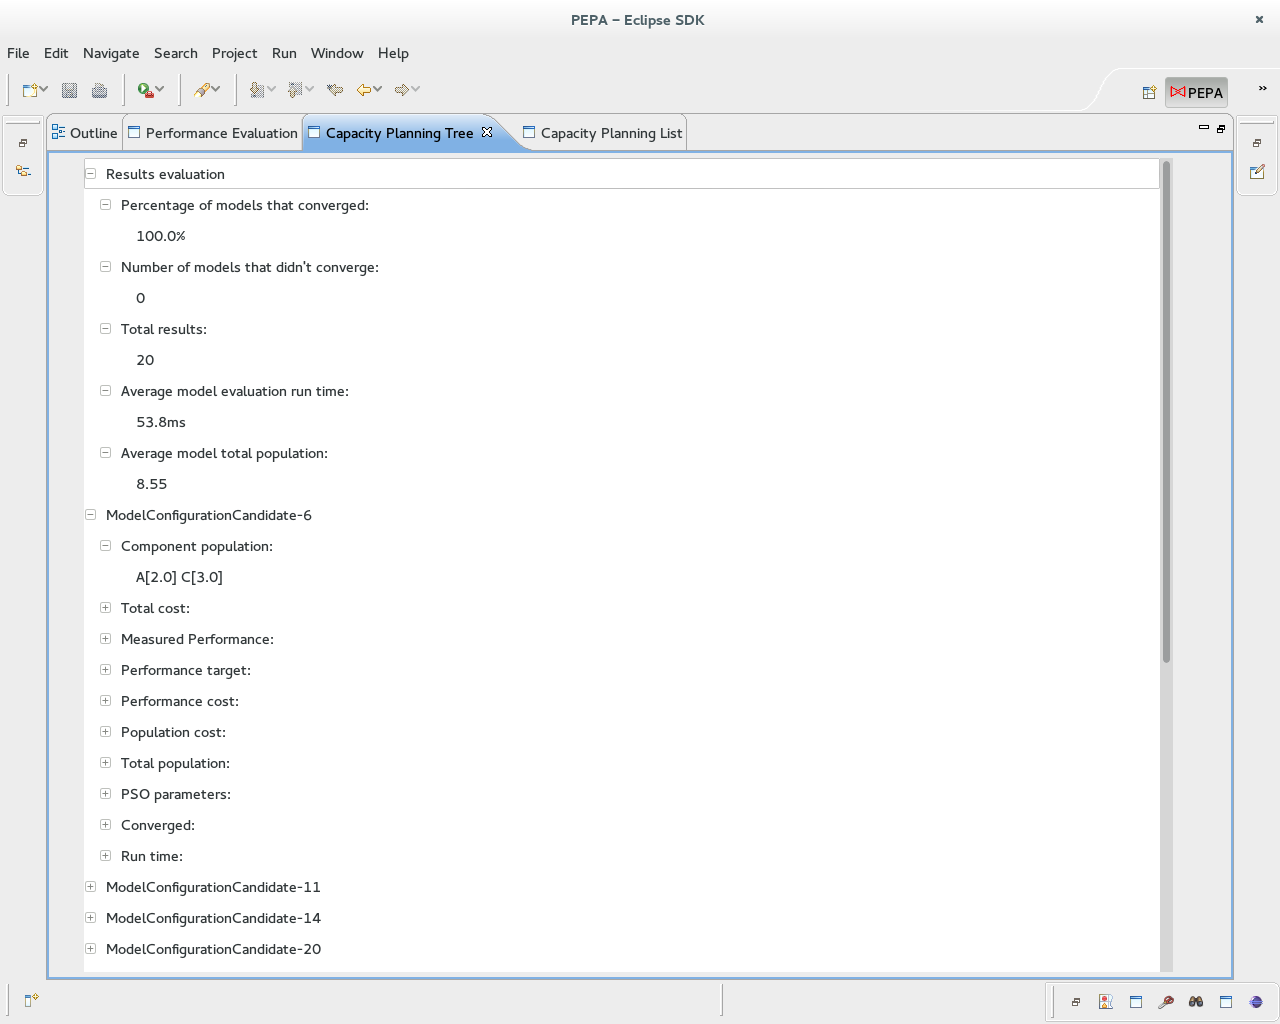 PEPA – Eclipse SDK
File Edit Navigate Search Project Run Window Help
PEPA
Outline Performance Evaluation Capacity Planning Tree Capacity Planning List
Results evaluation
Percentage of models that converged:
100.0%
Number of models that didn't converge:
0
Total results:
20
Average model evaluation run time:
53.8ms
Average model total population:
8.55
ModelConfigurationCandidate-6
Component population:
A[2.0] C[3.0]
Total cost:
Measured Performance:
Performance target:
Performance cost:
Population cost:
Total population:
PSO parameters:
Converged:
Run time:
ModelConfigurationCandidate-11
ModelConfigurationCandidate-14
ModelConfigurationCandidate-20